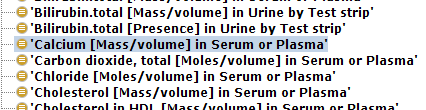 'Bilirubin.total [Mass/volume] in Urine by Test strip'
'Bilirubin.total [Presence] in Urine by Test strip'
'Calcium [Mass/volume] in Serum or Plasma'
'Carbon dioxide, total [Moles/volume] in Serum or Plasma'
'Chloride [Moles/volume] in Serum or Plasma'
'Cholesterol [Mass/volume] in Serum or Plasma'
'Cholesterol in HDL [Mass/volume] in Serum or Plasma'